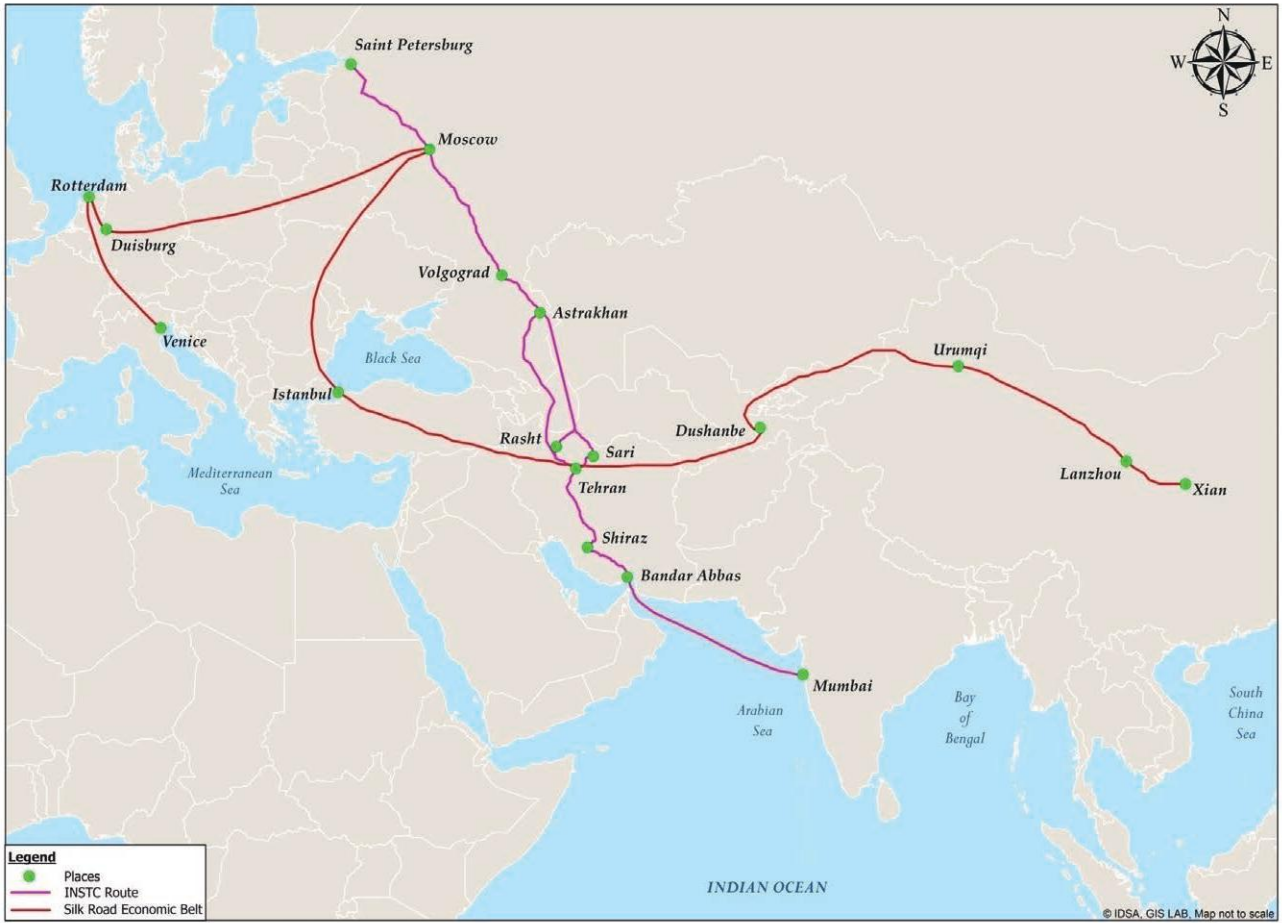 N
W
E
S
Saint Petersburg
Moscow
Rotterdam
Duisburg
Volgograd
Astrakhan
Venice
Black Sea
Urumqi
Istanbul
Dushanbe
Rasht
Sari
Mediterranean
Sea
Tehran
Lanzhou
Xian
Shiraz
Bandar Abbas
Mumbai
Arabian
Sea
Bay
of
Bengal
South
China
Sea
Legend
Places
INSTC Route
Silk Road Economic Belt
INDIAN OCEAN
© IDSA, GIS LAB, Map not to scale